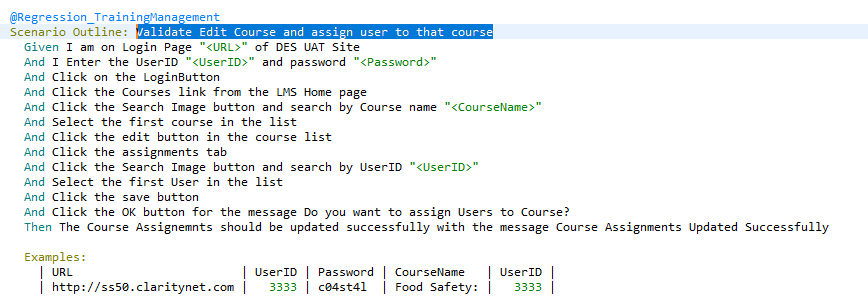 @Regression_TrainingManagement
Scenario Outline: Validate Edit Course and assign user to that course
Given I am on Login Page "<URL>" of DES UAT Site
And I Enter the UserID "<UserID>" and password "<Password>"
And Click on the LoginButton
And Click the Courses link from the LMS Home page
And Click the Search Image button and search by Course name "<CourseName>"
And Select the first course in the list
And Click the edit button in the course list
And Click the assignments tab
And Click the Search Image button and search by UserID "<UserID>"
And Select the first User in the list
And Click the save button
And Click the OK button for the message Do you want to assign Users to Course?
Then The Course Assignemnts should be updated successfully with the message Course Assignments Updated Successfully
Examples:
| URL | UserID | Password | CourseName | UserID |
| http://ss50.claritynet.com | 3333 | c04st4l | Food Safety: | 3333 |